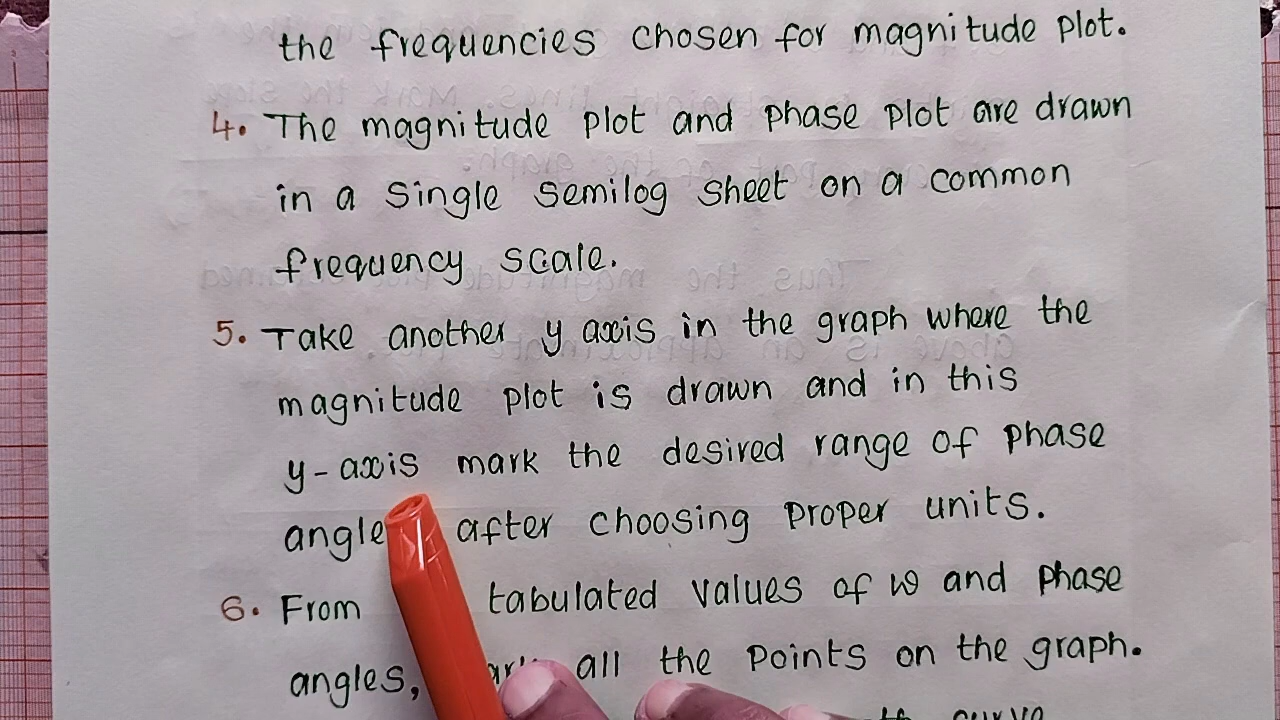 the frequencies chosen for magnitude plot.
4. The magnitude plot and phase plot are drawn
in a single semilog sheet on a common
frequency scale.
5. Take another y axis in the graph where the
magnitude plot is drawn and in this
y-axis mark the desired range of phase
angle after choosing proper units.
6. From tabulated values of ω and phase
angles, all the points on the graph.
curve